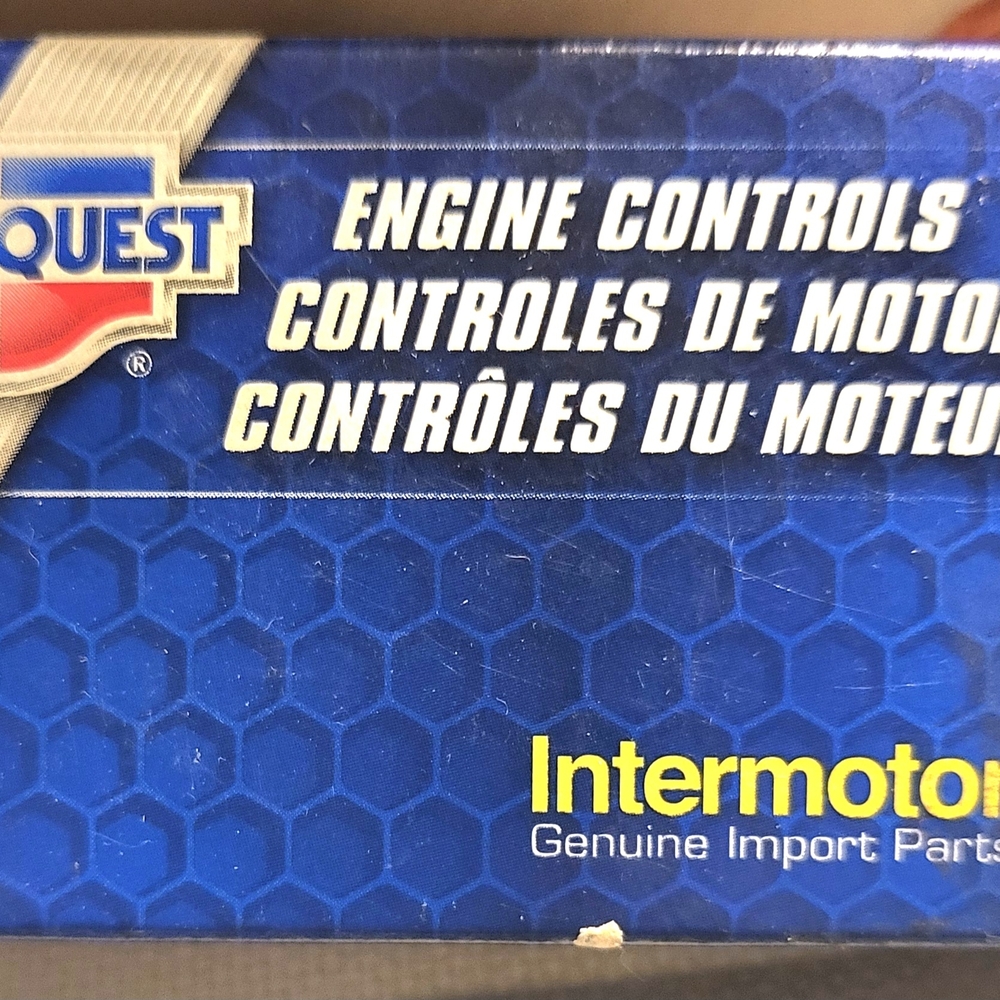 QUEST
®
ENGINE CONTROLS
CONTROLES DE MOTO
CONTRÔLES DU MOTEU
Intermotor
Genuine Import Parts